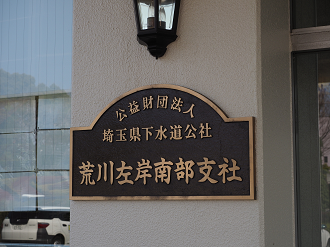 公益財団法人
埼玉県下水道公社
荒川左岸南部支社